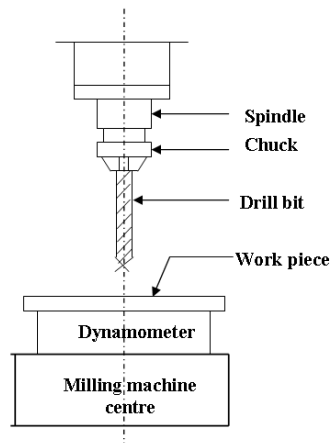 Spindle
Chuck
Drill bit
Work piece
Dynamometer
Milling machine
centre